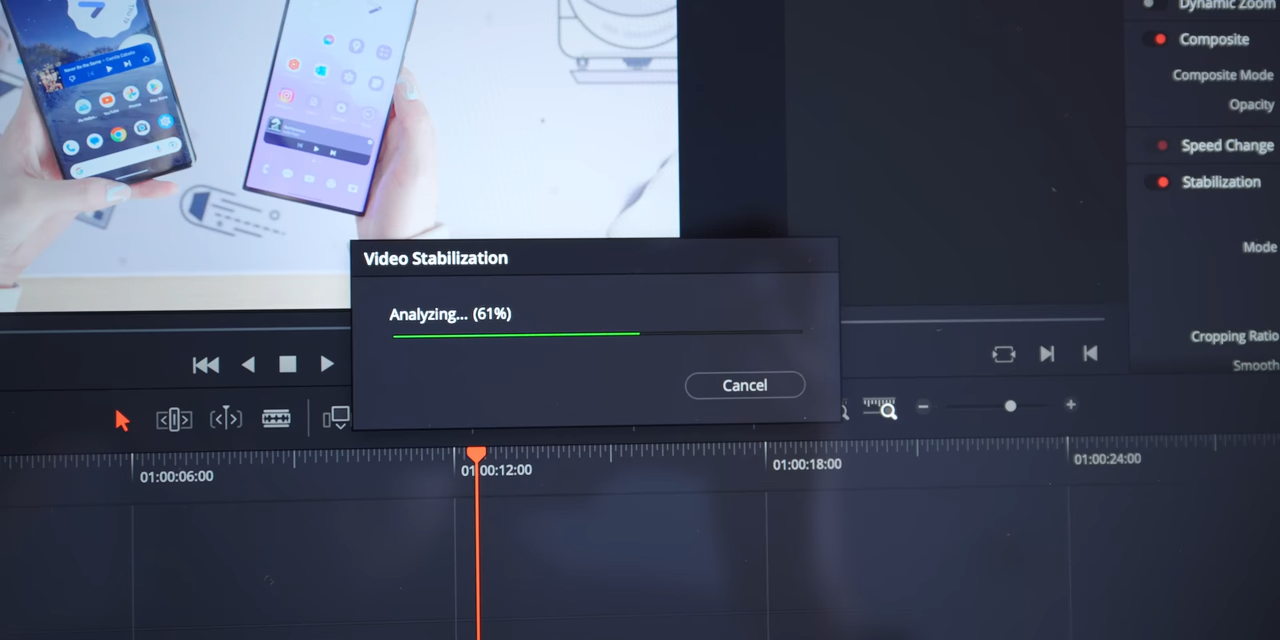 Dynamic Zoom
Composite
Composite Mode
Opacity
Speed Change
Stabilization
Mode
Cropping Ratio
Smooth
Video Stabilization
Analyzing... (61%)
Cancel
01:00:06:00
01:00:12:00
01:00:18:00
01:00:24:00